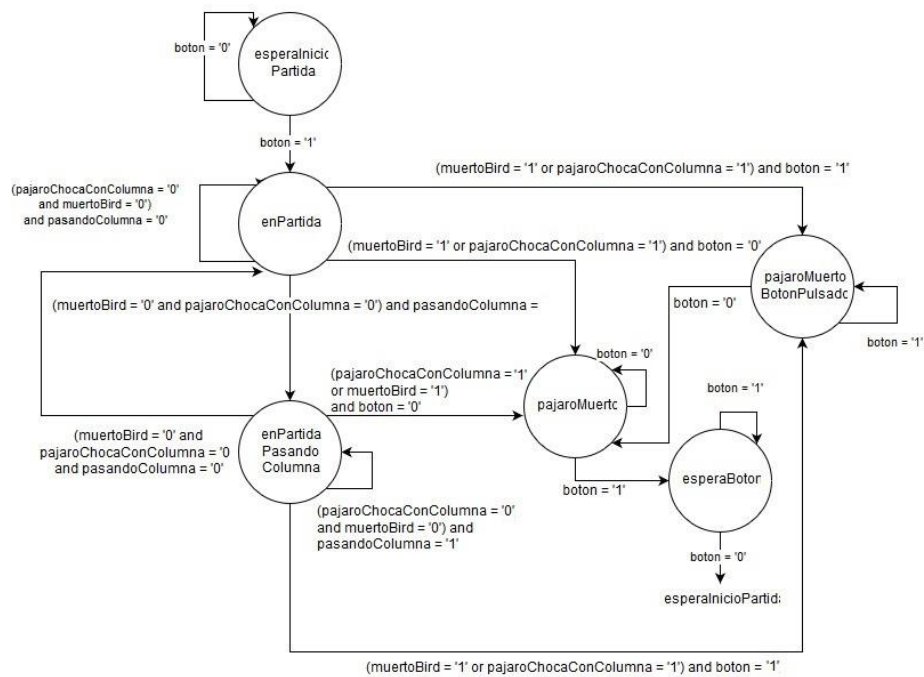 boton = '0'
esperaInicio
Partida
boton = '1'
(muertoBird = '1' or pajaroChocaConColumna = '1') and boton = '1'
(pajaroChocaConColumna = '0'
and muertoBird = '0')
and pasandoColumna = '0'
enPartida
(muertoBird = '1' or pajaroChocaConColumna = '1') and boton = '0'
pajaroMuerto
BotonPulsado
boton = '0'
(muertoBird = '0' and pajaroChocaConColumna = '0') and pasandoColumna =
boton = '1'
boton = '0'
(pajaroChocaConColumna = '1'
or muertoBird = '1')
and boton = '0'
pajaroMuerto
boton = '1'
enPartida
Pasando
Columna
(muertoBird = '0' and
pajaroChocaConColumna = '0
and pasandoColumna = '0'
esperaBoton
boton = '1'
(pajaroChocaConColumna = '0'
and muertoBird = '0') and
pasandoColumna = '1'
boton = '0'
esperaInicioPartida
(muertoBird = '1' or pajaroChocaConColumna = '1') and boton = '1'